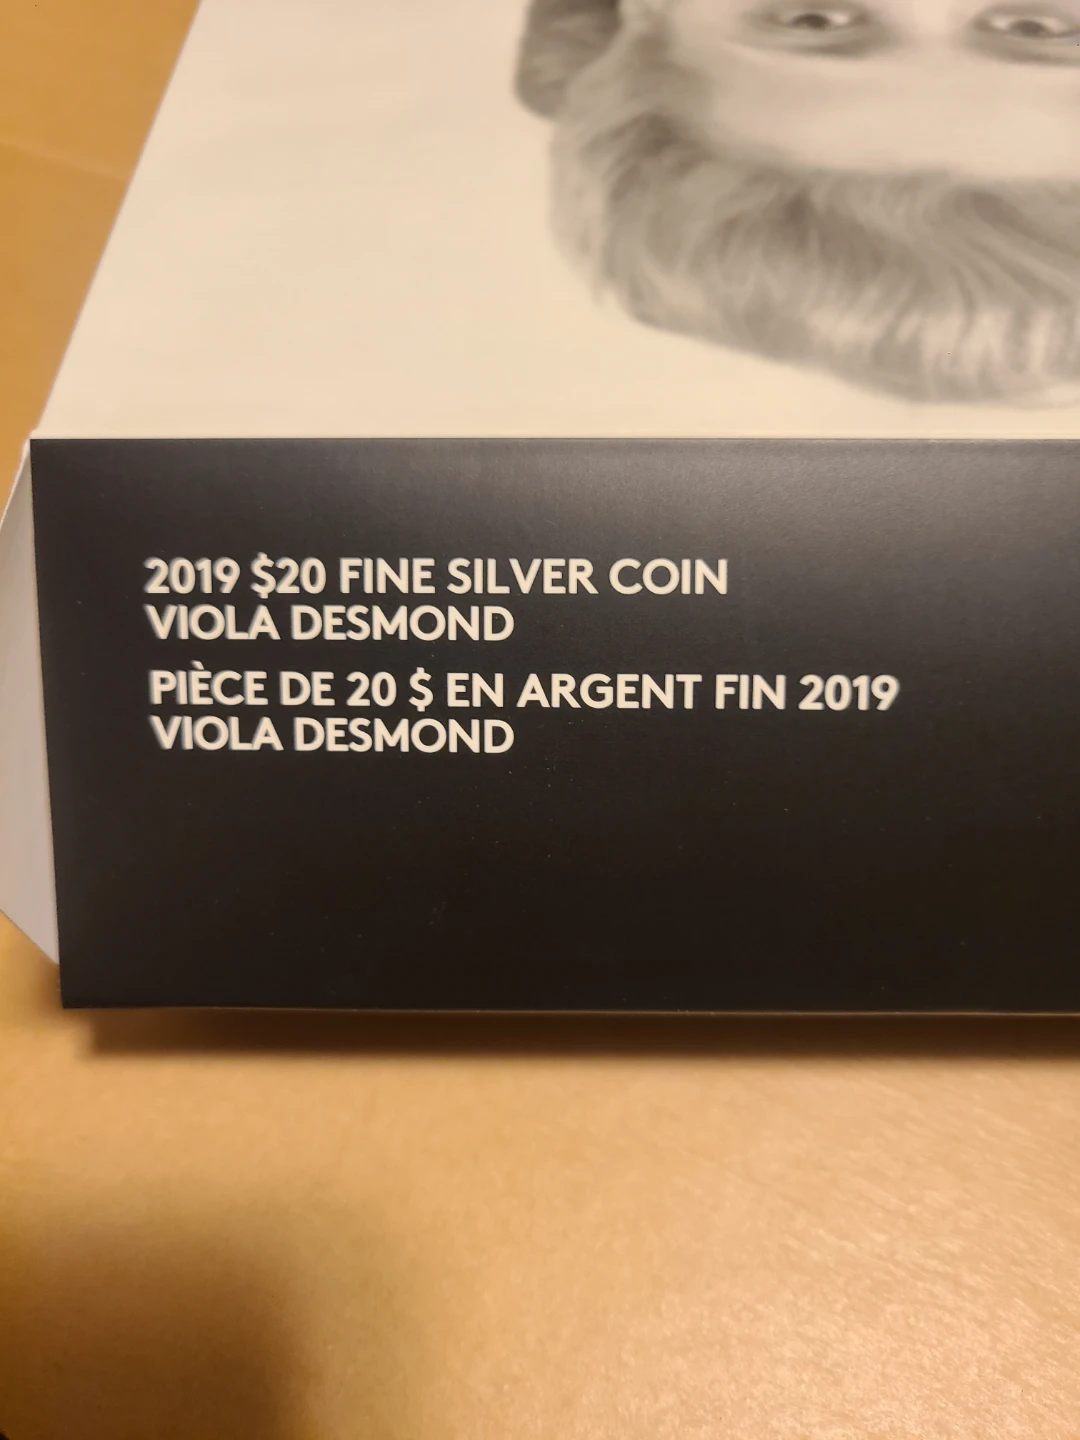 2019 $20 FINE SILVER COIN
VIOLA DESMOND
PIÈCE DE 20 $ EN ARGENT FIN 2019
VIOLA DESMOND